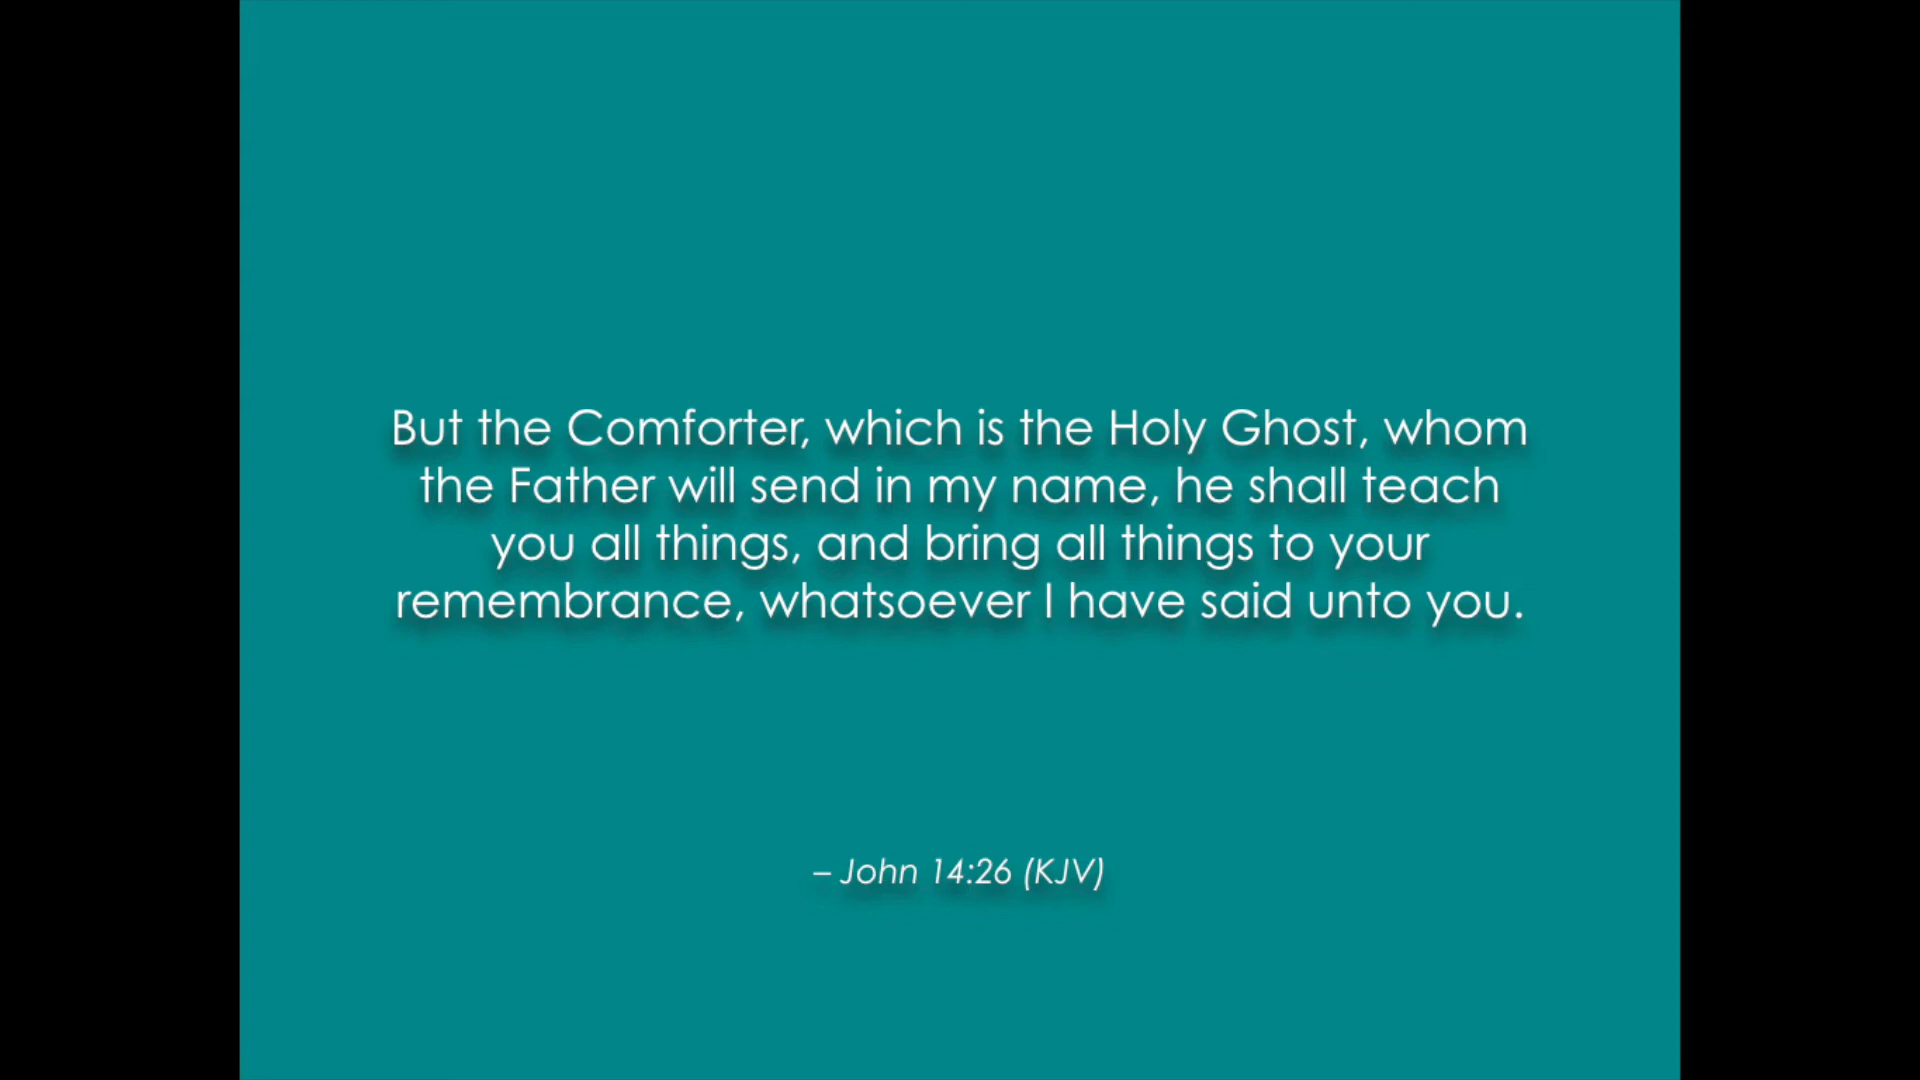 But the Comforter, which is the Holy Ghost, whom
the Father will send in my name, he shall teach
you all things, and bring all things to your
remembrance, whatsoever I have said unto you.
– John 14:26 (KJV)